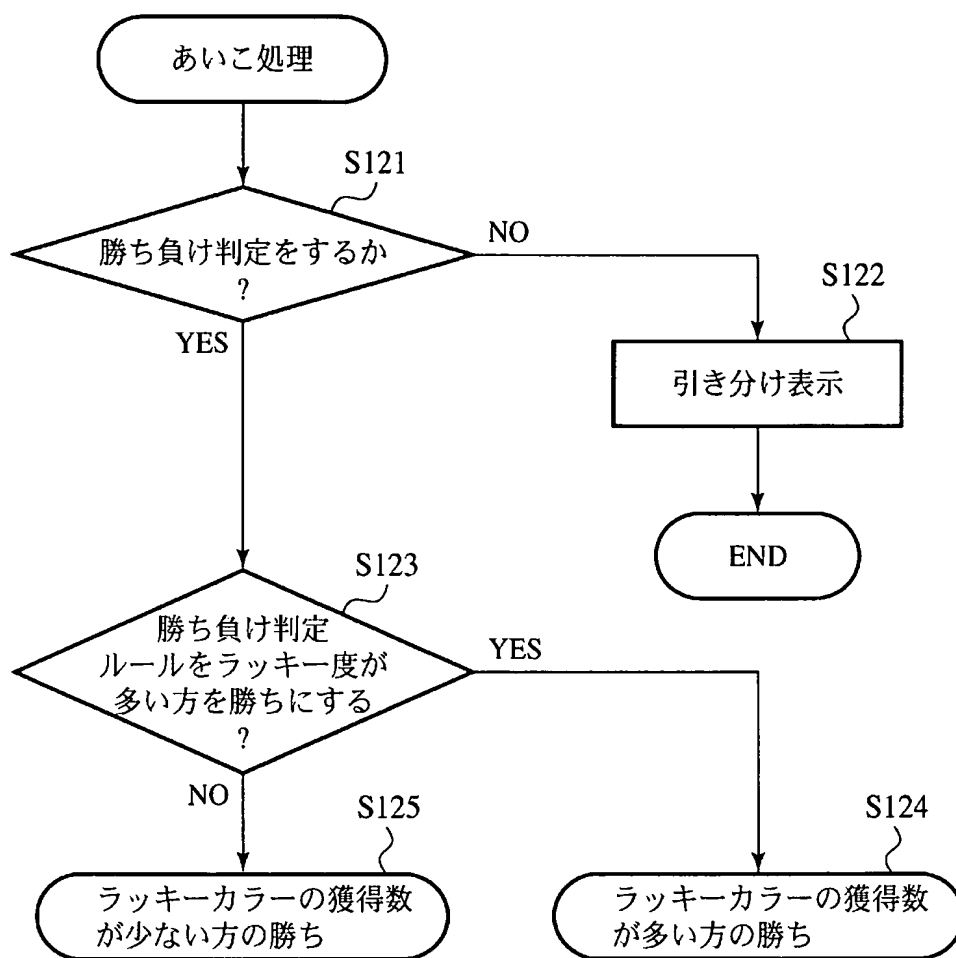 あいこ処理
S121
勝ち負け判定をするか
?
NO
YES
S122
引き分け表示
END
S123
勝ち負け判定
ルールをラッキー度が
多い方を勝ちにする
?
YES
NO
S125
ラッキーカラーの獲得数
が少ない方の勝ち
S124
ラッキーカラーの獲得数
が多い方の勝ち